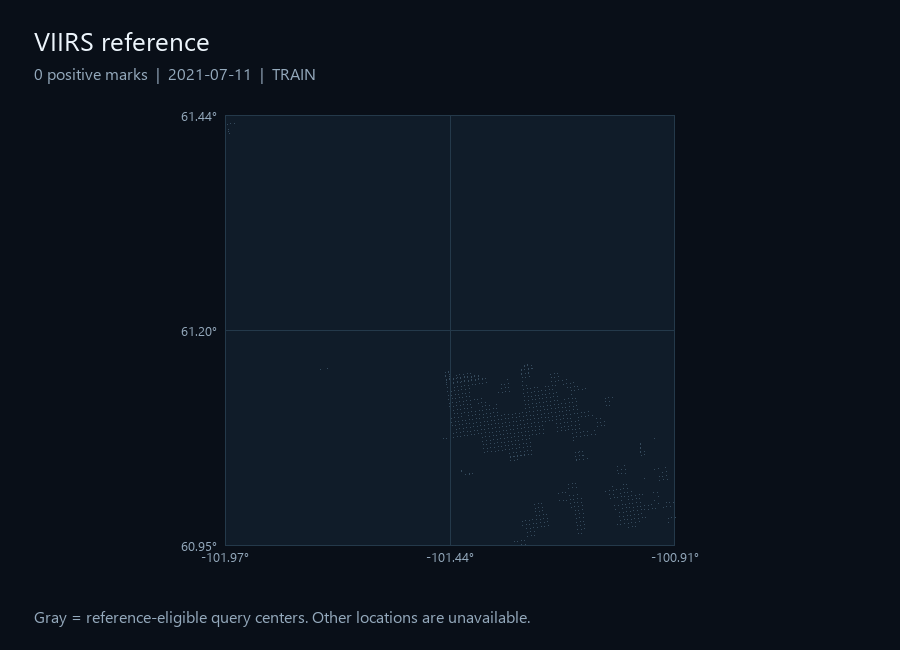 VIIRS reference
0 positive marks | 2021-07-11 | TRAIN
61.44°
61.20°
60.95°
-101.97°
-101.44°
-100.91°
Gray = reference-eligible query centers. Other locations are unavailable.